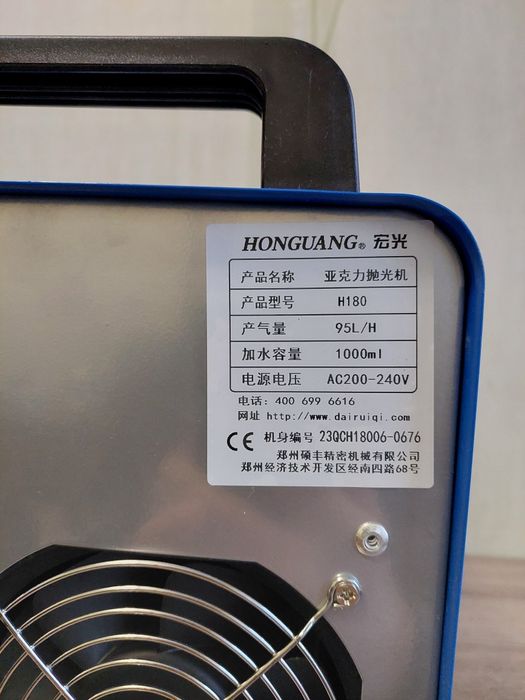 HONGUANG® 宏光
产品名称 亚克力抛光机
产品型号 H180
产气量 95L/H
加水容量 1000ml
电源电压 AC200-240V
电话: 400 699 6616
网址 http://www.dairuiqi.com
CE 机身编号 23QCH18006-0676
郑州硕丰精密机械有限公司
郑州经济技术开发区经南四路68号